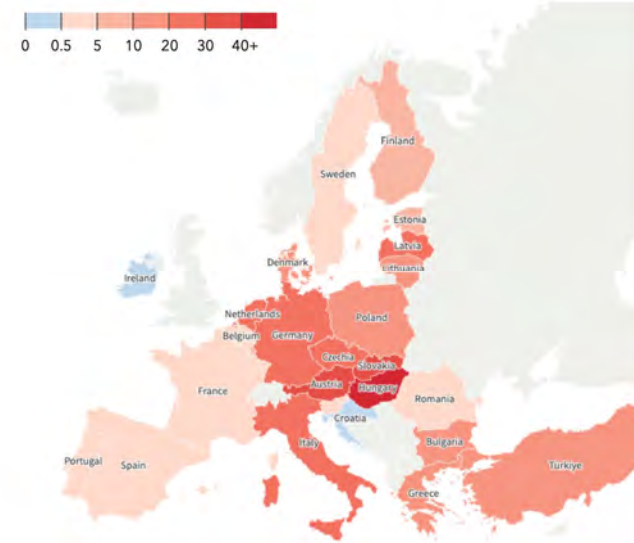 0 0.5 5 10 20 30 40+
Finland
Sweden
Estonia
Latvia
Lithuania
Denmark
Ireland
Netherlands
Poland
Belgium
Germany
Czechia
Slovakia
Austria
Hungary
France
Romania
Croatia
Italy
Bulgaria
Portugal
Spain
Türkiye
Greece